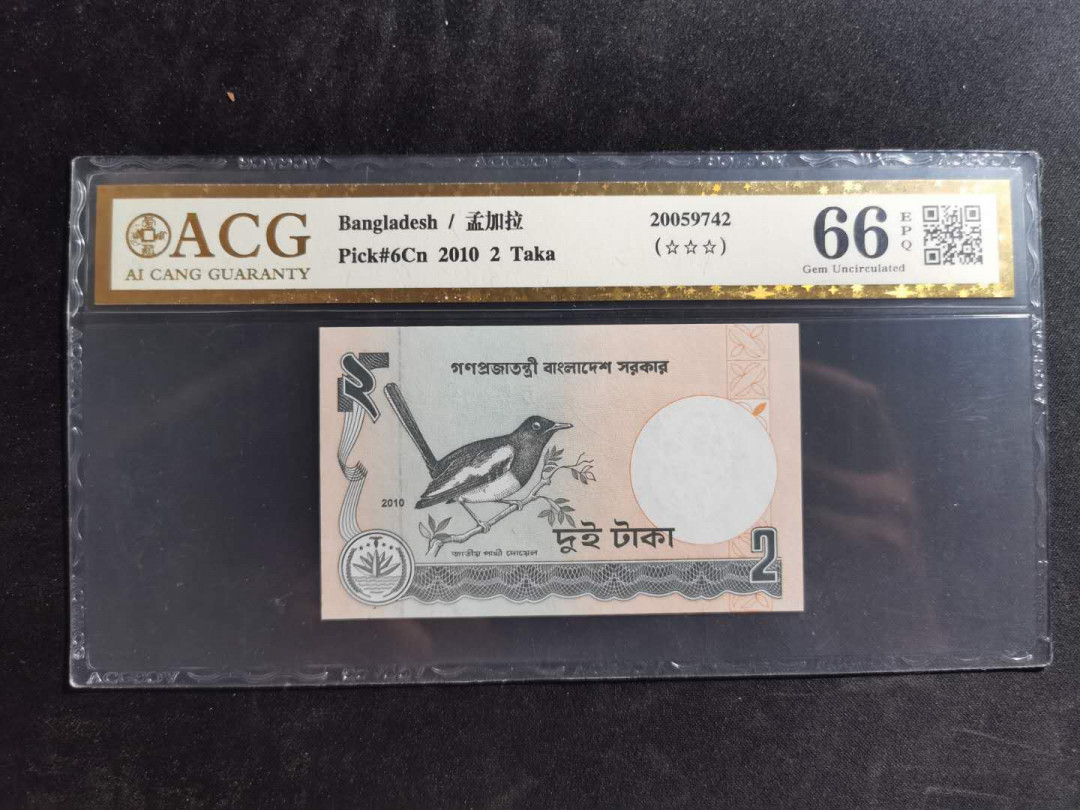 ACG
AI CANG GUARANTY
Bangladesh / 孟加拉
Pick#6Cn 2010 2 Taka
20059742
(☆☆☆)
66
EPQ
Gem Uncirculated
গণপ্রজাতন্ত্রী বাংলাদেশ সরকার
২
2010
দুই টাকা
জাতীয় পাখী দোয়েল
2